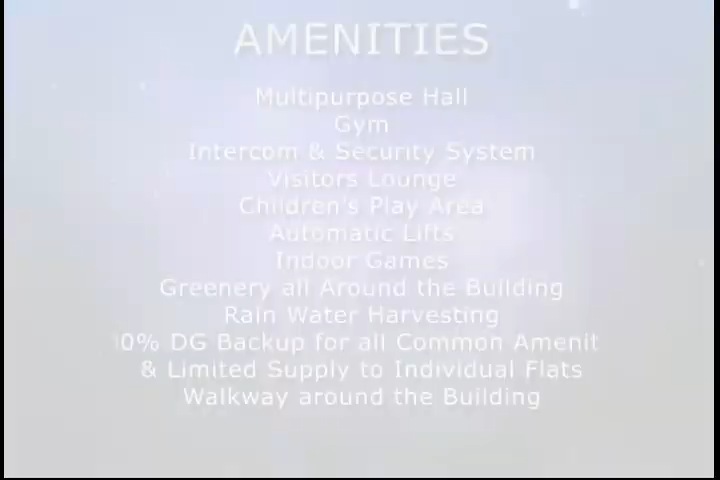 AMENITIES
Multipurpose Hall
Gym
Intercom & Security System
Visitors Lounge
Children's Play Area
Automatic Lifts
Indoor Games
Greenery all Around the Building
Rain Water Harvesting
0% DG Backup for all Common Amenit
& Limited Supply to Individual Flats
Walkway around the Building